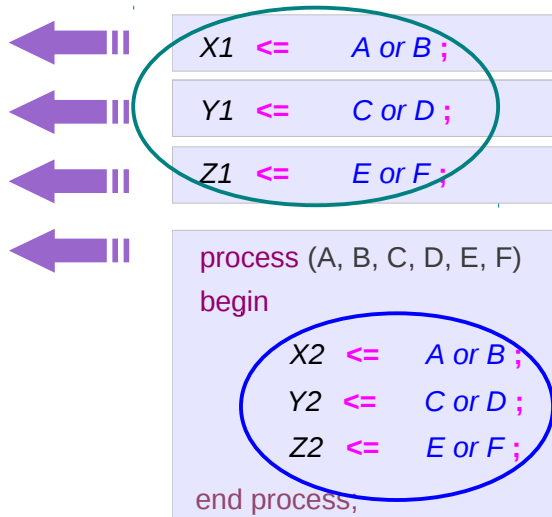 X1 <= A or B ;
Y1 <= C or D ;
Z1 <= E or F ;
process (A, B, C, D, E, F)
begin
X2 <= A or B ;
Y2 <= C or D ;
Z2 <= E or F ;
end process;